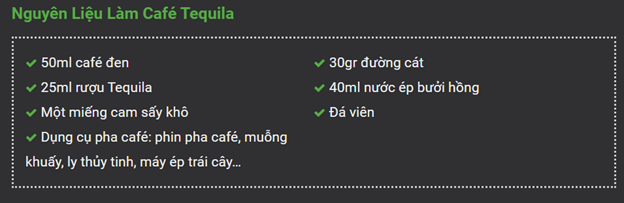 Nguyên Liệu Làm Café Tequila
50ml café đen
25ml rượu Tequila
Một miếng cam sấy khô
Dụng cụ pha café: phin pha café, muỗng
khuấy, ly thủy tinh, máy ép trái cây…
30gr đường cát
40ml nước ép bưởi hồng
Đá viên